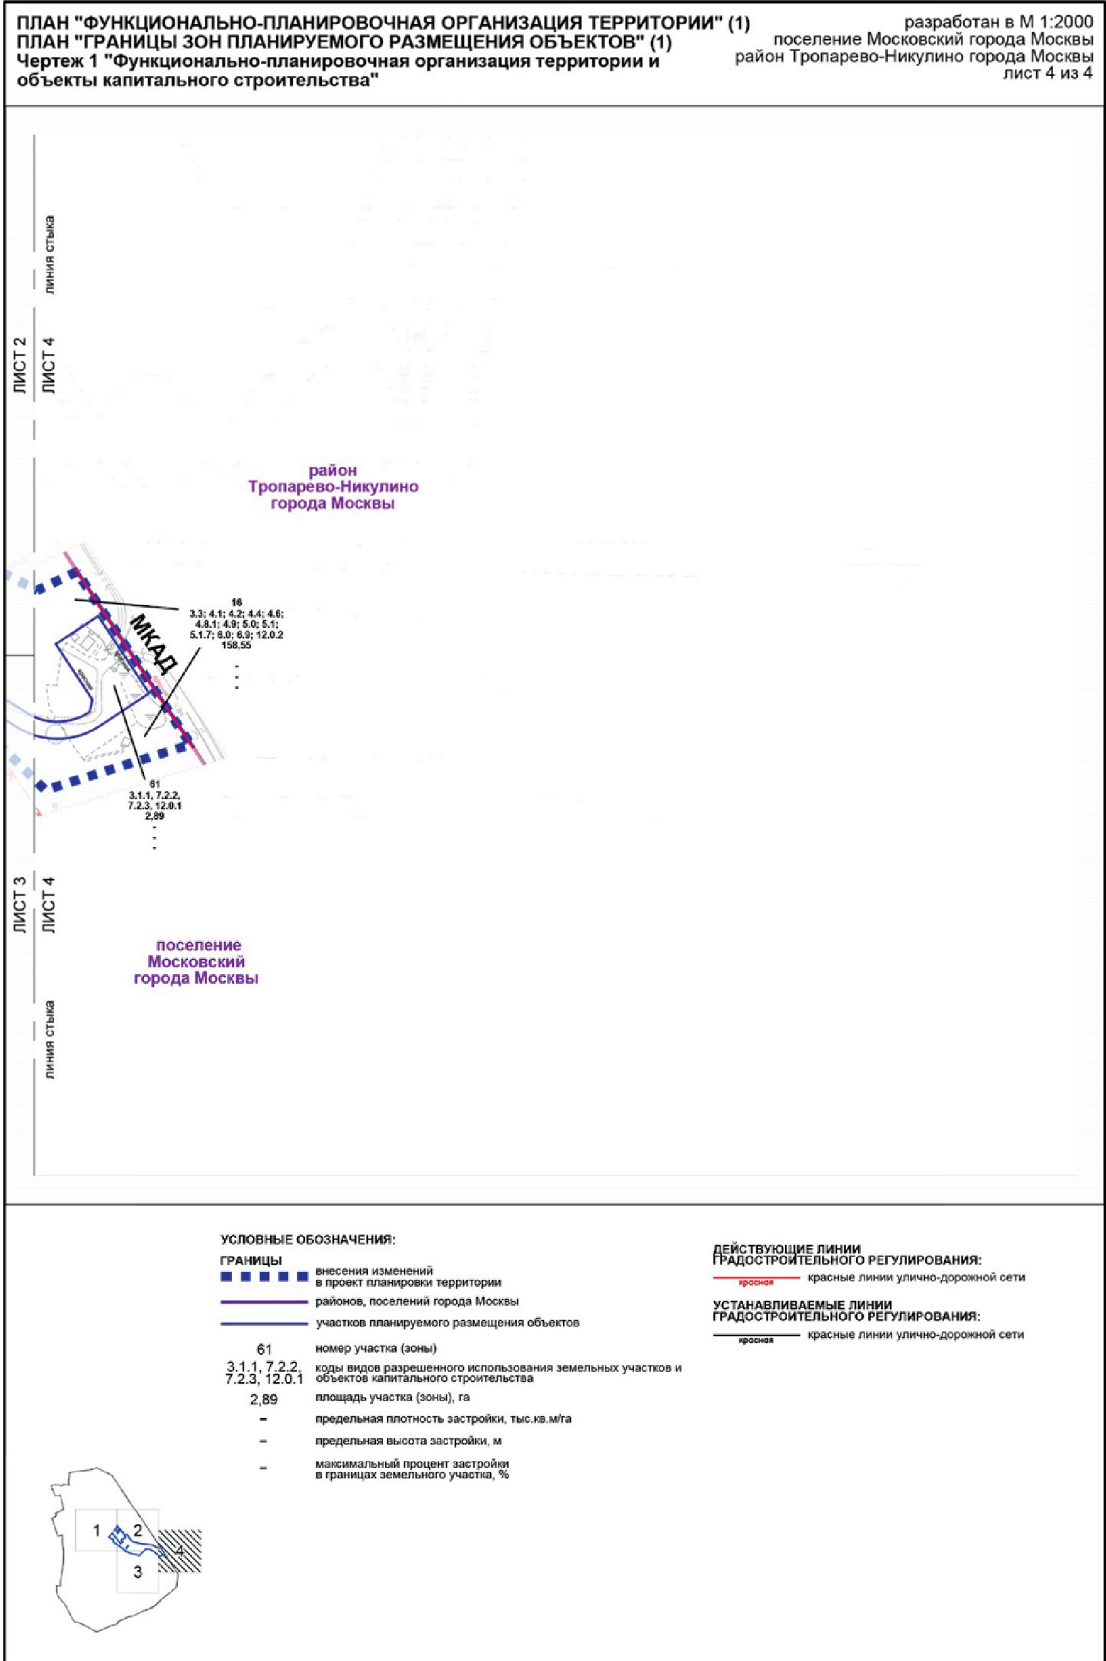 ПЛАН "ФУНКЦИОНАЛЬНО-ПЛАНИРОВОЧНАЯ ОРГАНИЗАЦИЯ ТЕРРИТОРИИ" (1)
ПЛАН "ГРАНИЦЫ ЗОН ПЛАНИРУЕМОГО РАЗМЕЩЕНИЯ ОБЪЕКТОВ" (1)
Чертеж 1 "Функционально-планировочная организация территории и
объекты капитального строительства"
разработан в М 1:2000
поселение Московский города Москвы
район Тропарево-Никулино города Москвы
лист 4 из 4
линия стыка
ЛИСТ 2
ЛИСТ 4
район
Тропарево-Никулино
города Москвы
16
3.3; 4.1; 4.2; 4.4; 4.6;
4.8.1; 4.9; 5.0; 5.1;
5.1.7; 6.0; 6.9; 12.0.2
158,55
-
-
-
МКАД
61
3.1.1, 7.2.2,
7.2.3, 12.0.1
2,89
-
-
-
ЛИСТ 3
ЛИСТ 4
поселение
Московский
города Москвы
линия стыка
УСЛОВНЫЕ ОБОЗНАЧЕНИЯ:
ГРАНИЦЫ
внесения изменений
в проект планировки территории
районов, поселений города Москвы
участков планируемого размещения объектов
61 номер участка (зоны)
3.1.1, 7.2.2, коды видов разрешенного использования земельных участков и
7.2.3, 12.0.1 объектов капитального строительства
2,89 площадь участка (зоны), га
– предельная плотность застройки, тыс.кв.м/га
– предельная высота застройки, м
– максимальный процент застройки
в границах земельного участка, %
ДЕЙСТВУЮЩИЕ ЛИНИИ
ГРАДОСТРОИТЕЛЬНОГО РЕГУЛИРОВАНИЯ:
красная красные линии улично-дорожной сети
УСТАНАВЛИВАЕМЫЕ ЛИНИИ
ГРАДОСТРОИТЕЛЬНОГО РЕГУЛИРОВАНИЯ:
красная красные линии улично-дорожной сети
1
2
4
3